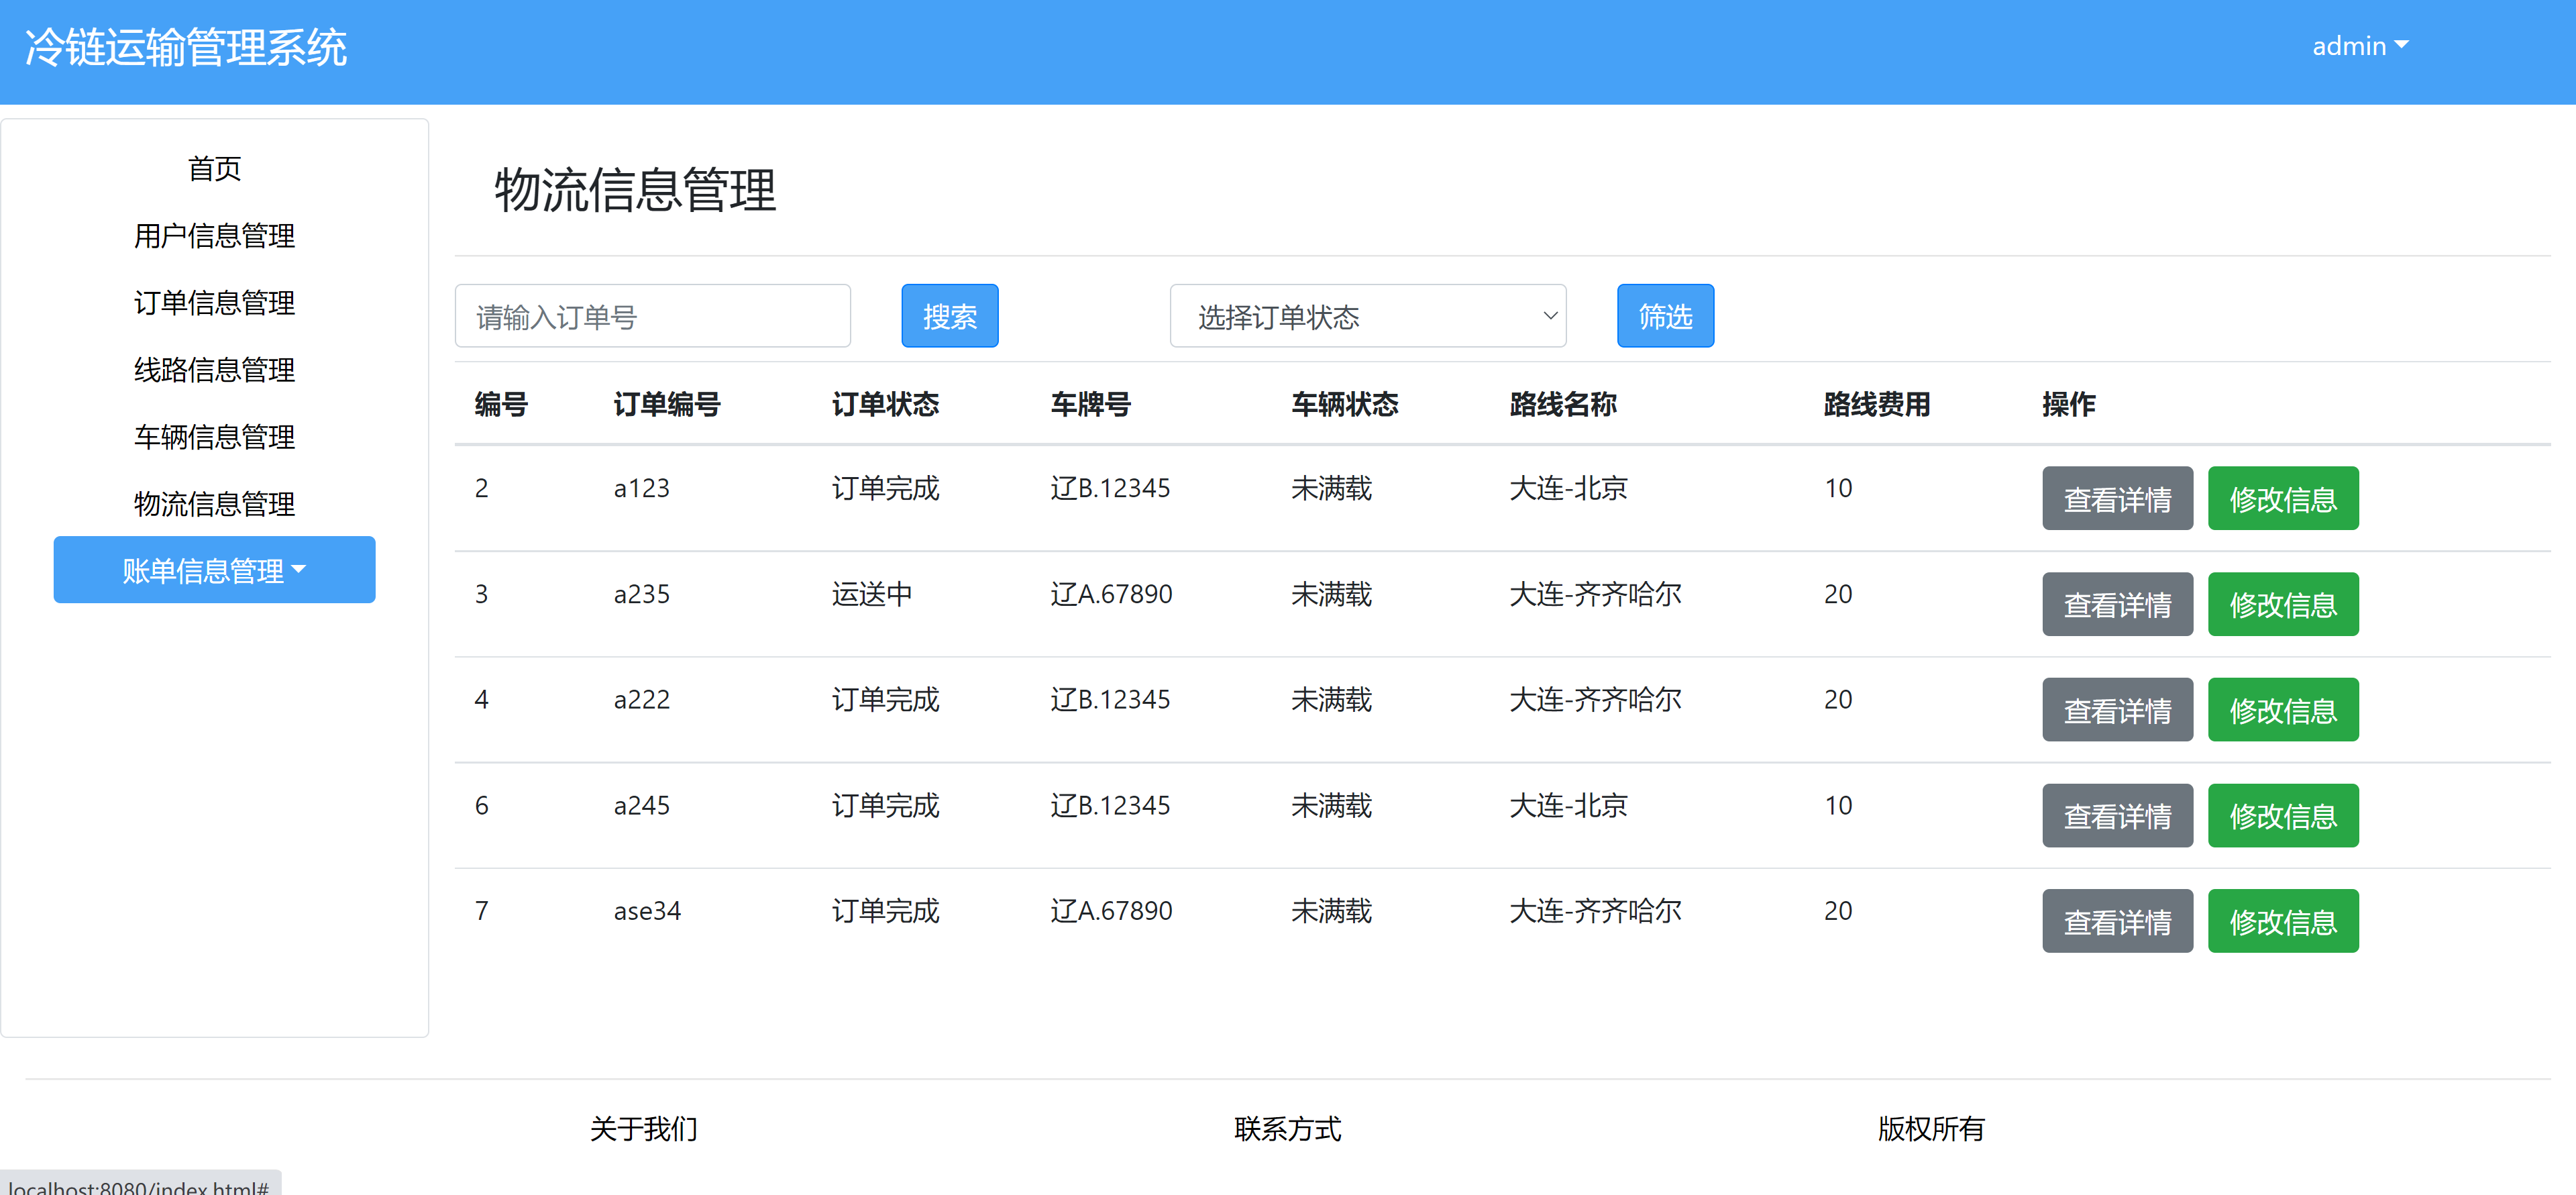 冷链运输管理系统
admin
首页
用户信息管理
订单信息管理
线路信息管理
车辆信息管理
物流信息管理
账单信息管理
物流信息管理
请输入订单号 搜索 选择订单状态 筛选
编号 订单编号 订单状态 车牌号 车辆状态 路线名称 路线费用 操作
2 a123 订单完成 辽B.12345 未满载 大连-北京 10 查看详情 修改信息
3 a235 运送中 辽A.67890 未满载 大连-齐齐哈尔 20 查看详情 修改信息
4 a222 订单完成 辽B.12345 未满载 大连-齐齐哈尔 20 查看详情 修改信息
6 a245 订单完成 辽B.12345 未满载 大连-北京 10 查看详情 修改信息
7 ase34 订单完成 辽A.67890 未满载 大连-齐齐哈尔 20 查看详情 修改信息
关于我们 联系方式 版权所有
localhost:8080/index.html#